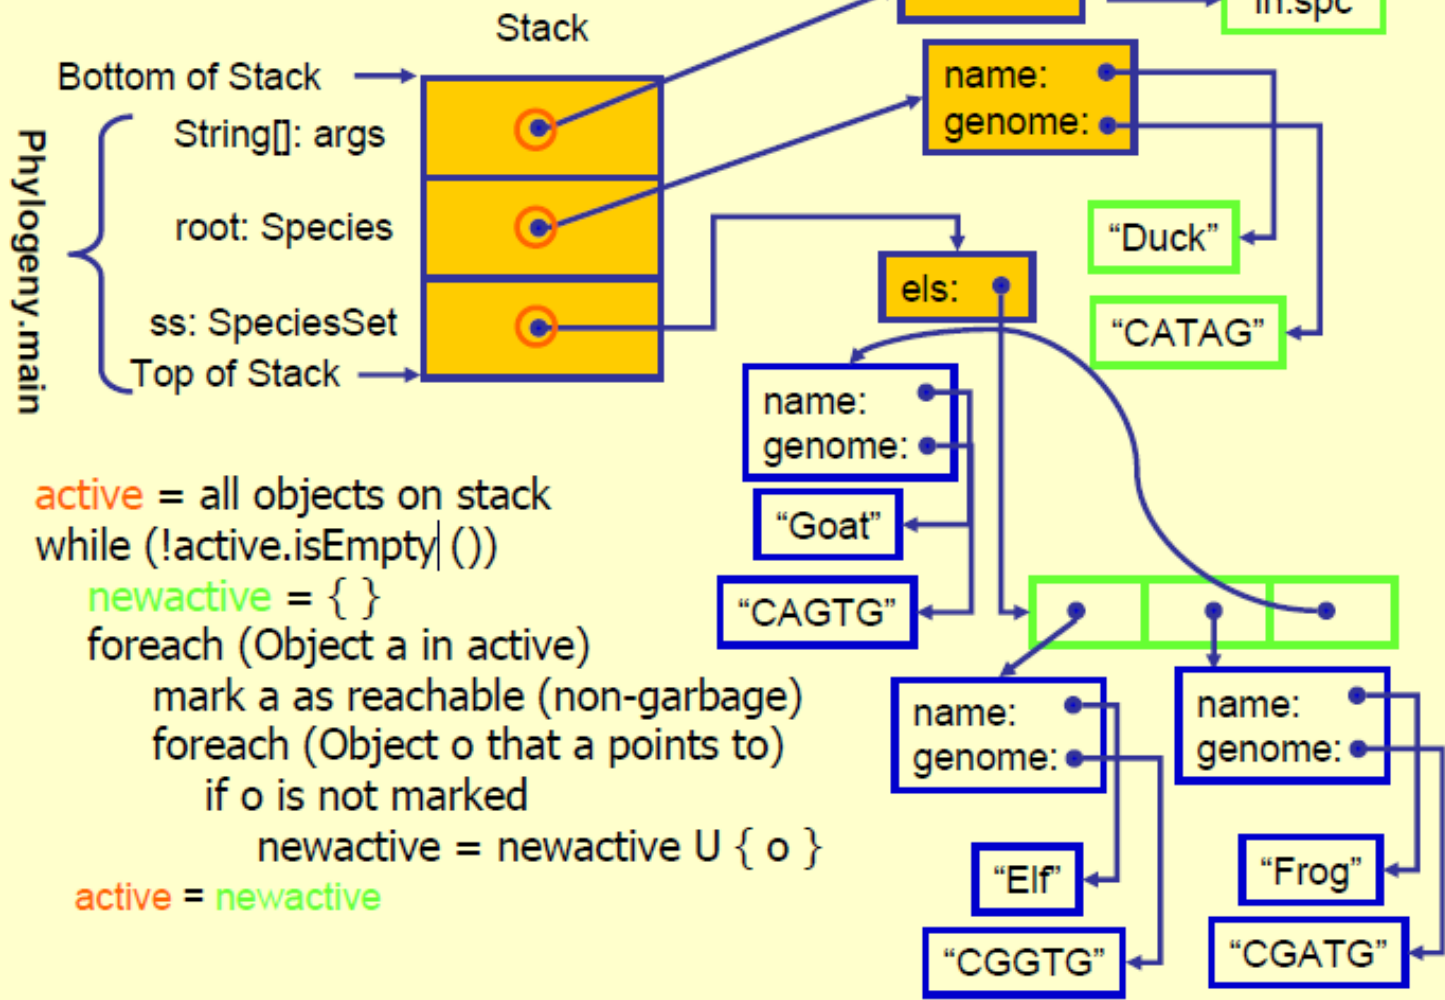 Stack
in.spc
Bottom of Stack
String[]: args
root: Species
ss: SpeciesSet
Top of Stack
Phylogeny.main
name:
genome:
“Duck”
“CATAG”
els:
name:
genome:
“Goat”
“CAGTG”
name:
genome:
“Elf”
“CGGTG”
name:
genome:
“Frog”
“CGATG”
active = all objects on stack
while (!active.isEmpty ())
newactive = { }
foreach (Object a in active)
mark a as reachable (non-garbage)
foreach (Object o that a points to)
if o is not marked
newactive = newactive U { o }
active = newactive